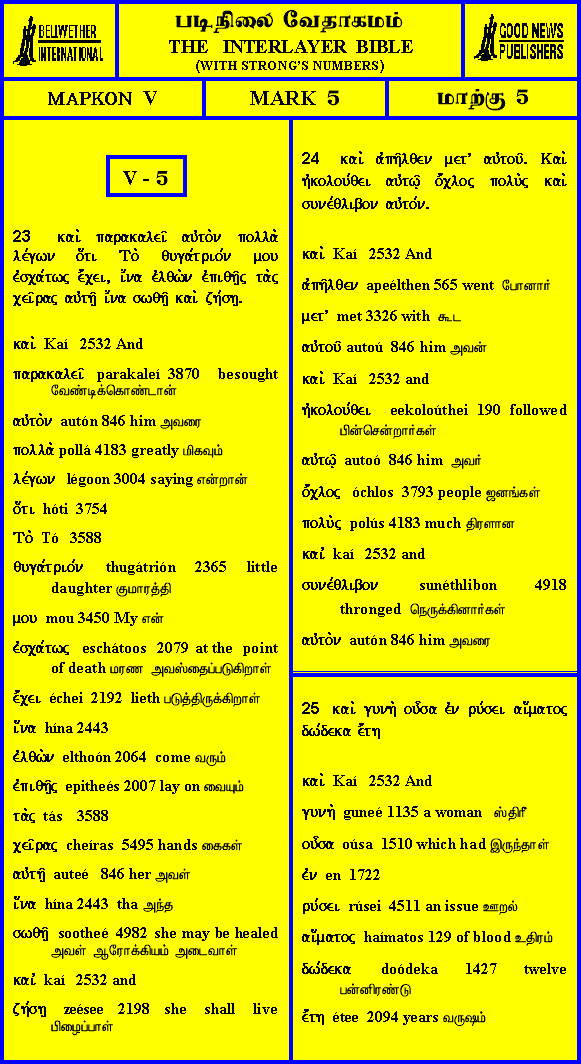 BELLWETHER
INTERNATIONAL
படிநிலை வேதாகமம்
THE INTERLAYER BIBLE
(WITH STRONG'S NUMBERS)
GOOD NEWS
PUBLISHERS
ΜΑΡΚΟΝ V
MARK 5
மாற்கு 5
V - 5
23 καὶ παρακαλεῖ αὐτὸν πολλὰ
λέγων ὅτι Τὸ θυγάτριόν μου
ἐσχάτως ἔχει, ἵνα ἐλθὼν ἐπιθῇς τὰς
χεῖρας αὐτῇ ἵνα σωθῇ καὶ ζήσῃ.
καὶ Kaí 2532 And
παρακαλεῖ parakaleí 3870 besought
வேண்டிக்கொண்டான்
αὐτὸν autón 846 him அவரை
πολλὰ pollá 4183 greatly மிகவும்
λέγων légoon 3004 saying என்றான்
ὅτι hóti 3754
Τὸ Tó 3588
θυγάτριόν thugátrión 2365 little
daughter குமாரத்தி
μου mou 3450 My என்
ἐσχάτως eschátoos 2079 at the point
of death மரண அவஸ்தைப்படுகிறாள்
ἔχει échei 2192 lieth படுத்திருக்கிறாள்
ἵνα hína 2443
ἐλθὼν elthoón 2064 come வரும்
ἐπιθῇς epitheés 2007 lay on வையும்
τὰς tás 3588
χεῖρας cheíras 5495 hands கைகள்
αὐτῇ auteé 846 her அவள்
ἵνα hína 2443 tha அந்த
σωθῇ sootheé 4982 she may be healed
அவள் ஆரோக்கியம் அடைவாள்
καὶ kaí 2532 and
ζήσῃ zeésee 2198 she shall live
பிழைப்பாள்
24 καὶ ἀπῆλθεν μετ' αὐτοῦ. Καὶ
ἠκολούθει αὐτῷ ὄχλος πολὺς καὶ
συνέθλιβον αὐτόν.
καὶ Kaí 2532 And
ἀπῆλθεν apeélthen 565 went போனார்
μετ' met 3326 with கூட
αὐτοῦ autoú 846 him அவன்
καὶ Kaí 2532 and
ἠκολούθει eekoloúthei 190 followed
பின்சென்றார்கள்
αὐτῷ autoó 846 him அவர்
ὄχλος óchlos 3793 people ஜனங்கள்
πολὺς polús 4183 much திரளான
καὶ kaí 2532 and
συνέθλιβον sunéthlibon 4918
thronged நெருக்கினார்கள்
αὐτὸν autón 846 him அவரை
25 καὶ γυνὴ οὖσα ἐν ῥύσει αἵματος
δώδεκα ἔτη
καὶ Kaí 2532 And
γυνὴ guneé 1135 a woman ஸ்திரீ
οὖσα oúsa 1510 which had இருந்தாள்
ἐν en 1722
ῥύσει rúsei 4511 an issue ஊறல்
αἵματος haímatos 129 of blood உதிரம்
δώδεκα doódeka 1427 twelve
பன்னிரண்டு
ἔτη étee 2094 years வருஷம்